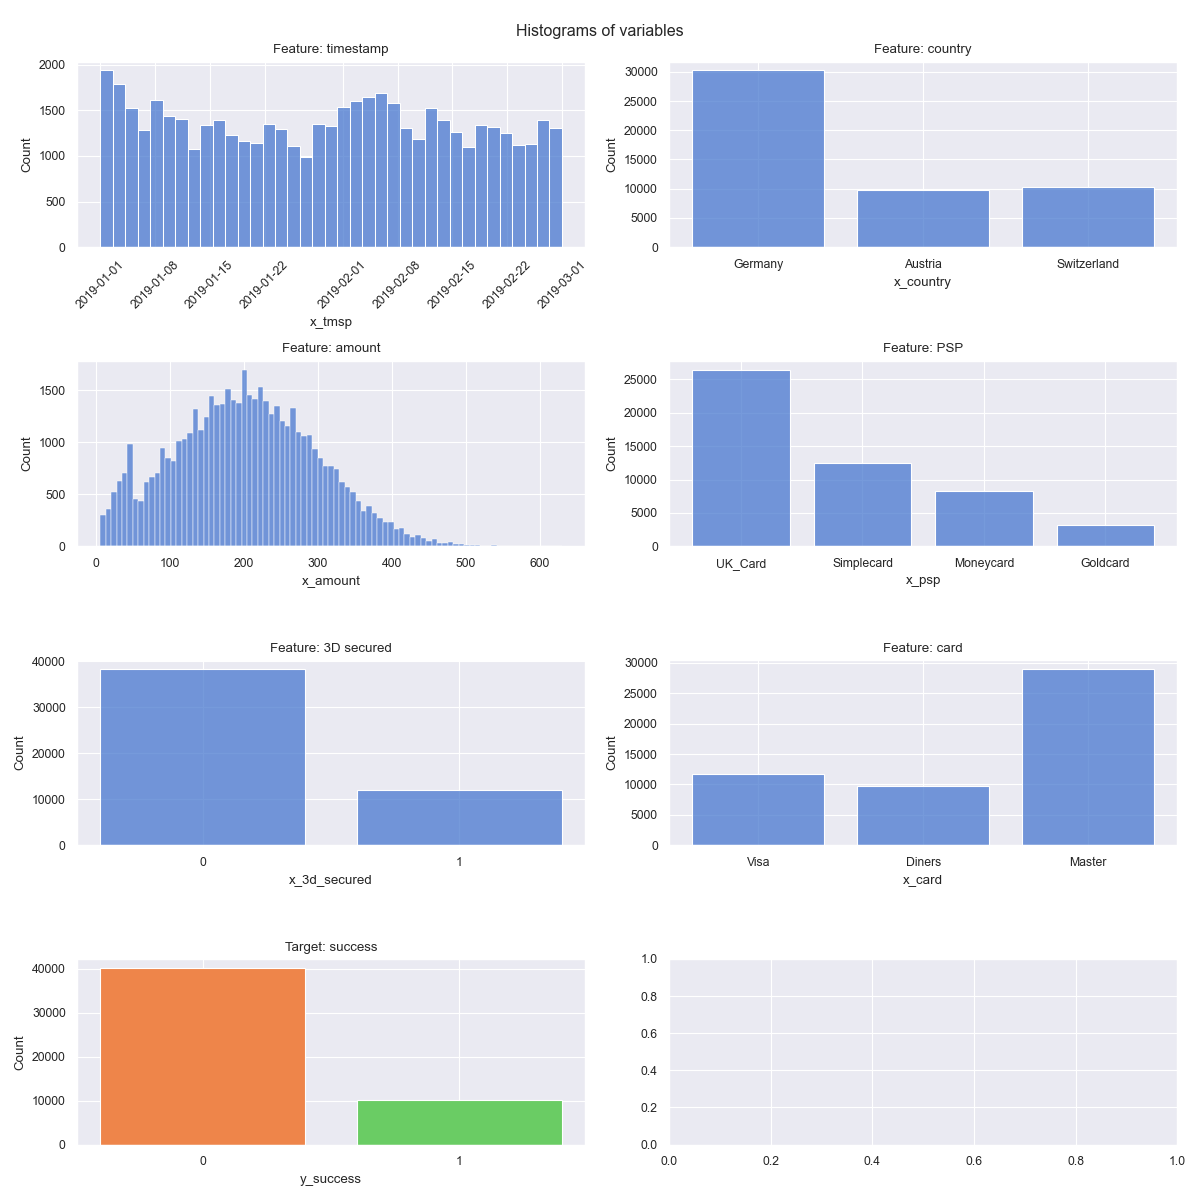 Histograms of variables
Feature: timestamp
Count
2000
1500
1000
500
0
2019-01-01
2019-01-08
2019-01-15
2019-01-22
2019-02-01
2019-02-08
2019-02-15
2019-02-22
2019-03-01
x_tmsp
Feature: country
Count
30000
25000
20000
15000
10000
5000
0
Germany Austria Switzerland
x_country
Feature: amount
Count
1500
1000
500
0
0 100 200 300 400 500 600
x_amount
Feature: PSP
Count
25000
20000
15000
10000
5000
0
UK_Card Simplecard Moneycard Goldcard
x_psp
Feature: 3D secured
Count
40000
30000
20000
10000
0
0 1
x_3d_secured
Feature: card
Count
30000
25000
20000
15000
10000
5000
0
Visa Diners Master
x_card
Target: success
Count
40000
30000
20000
10000
0
0 1
y_success
1.0
0.8
0.6
0.4
0.2
0.0
0.0 0.2 0.4 0.6 0.8 1.0